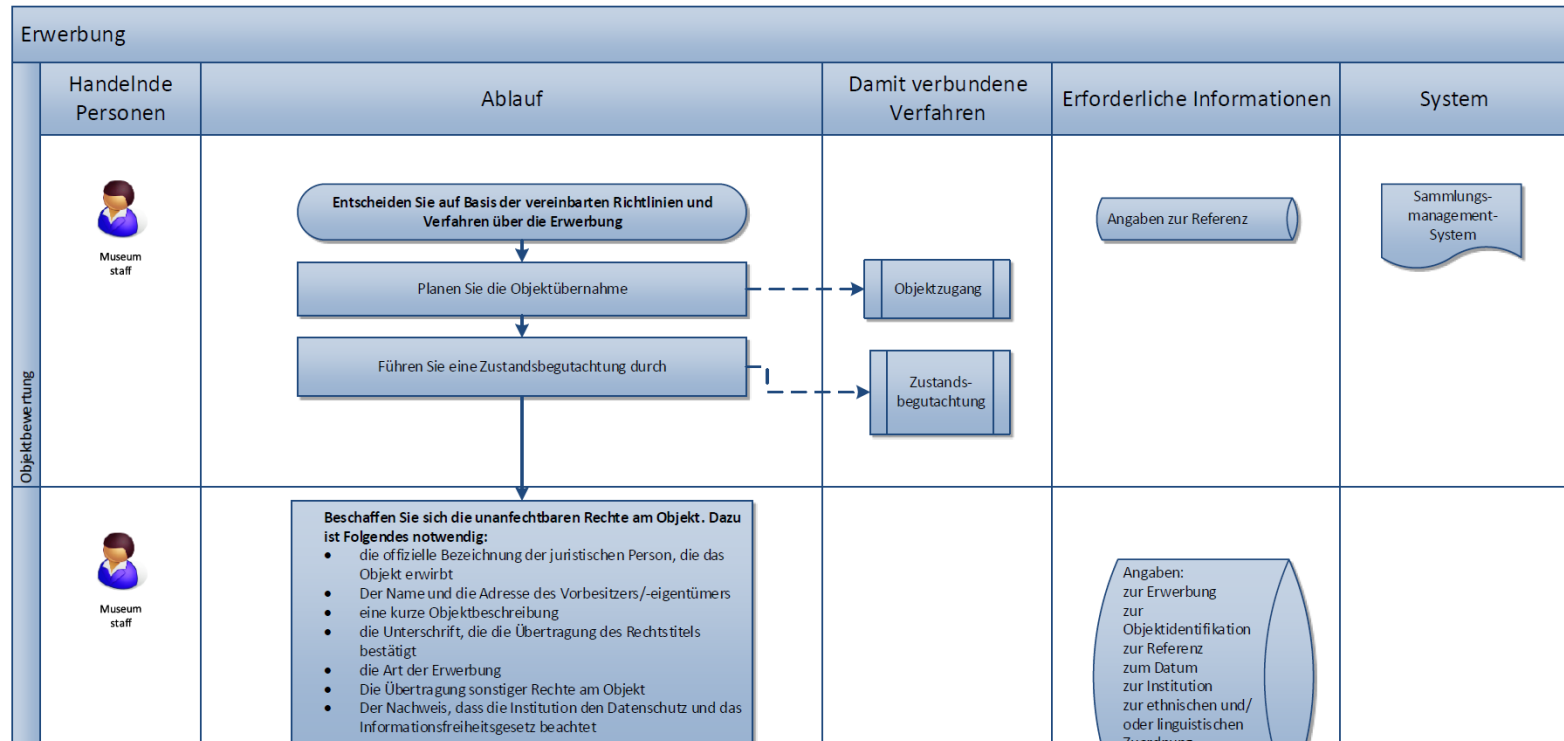 Erwerbung
Handelnde
Personen
Ablauf
Damit verbundene
Verfahren
Erforderliche Informationen
System
Objektbewertung
Museum
staff
Entscheiden Sie auf Basis der vereinbarten Richtlinien und
Verfahren über die Erwerbung
Planen Sie die Objektübernahme
Führen Sie eine Zustandsbegutachtung durch
Objektzugang
Zustands-
begutachtung
Angaben zur Referenz
Sammlungs-
management-
System
Museum
staff
Beschaffen Sie sich die unanfechtbaren Rechte am Objekt. Dazu
ist Folgendes notwendig:
• die offizielle Bezeichnung der juristischen Person, die das
Objekt erwirbt
• Der Name und die Adresse des Vorbesitzers/-eigentümers
• eine kurze Objektbeschreibung
• die Unterschrift, die die Übertragung des Rechtstitels
bestätigt
• die Art der Erwerbung
• Die Übertragung sonstiger Rechte am Objekt
• Der Nachweis, dass die Institution den Datenschutz und das
Informationsfreiheitsgesetz beachtet
Angaben:
zur Erwerbung
zur
Objektidentifikation
zur Referenz
zum Datum
zur Institution
zur ethnischen und/
oder linguistischen
Zuordnung